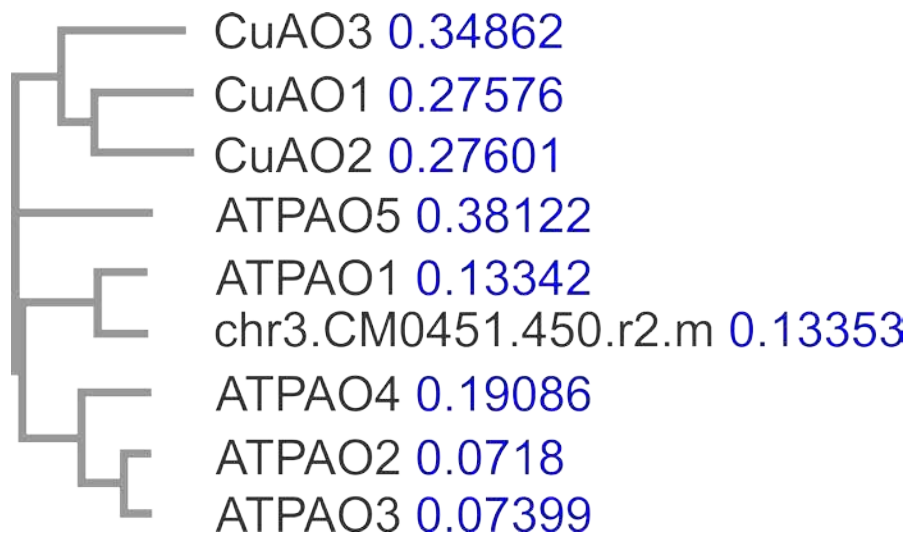 CuAO3 0.34862
CuAO1 0.27576
CuAO2 0.27601
ATPAO5 0.38122
ATPAO1 0.13342
chr3.CM0451.450.r2.m 0.13353
ATPAO4 0.19086
ATPAO2 0.0718
ATPAO3 0.07399